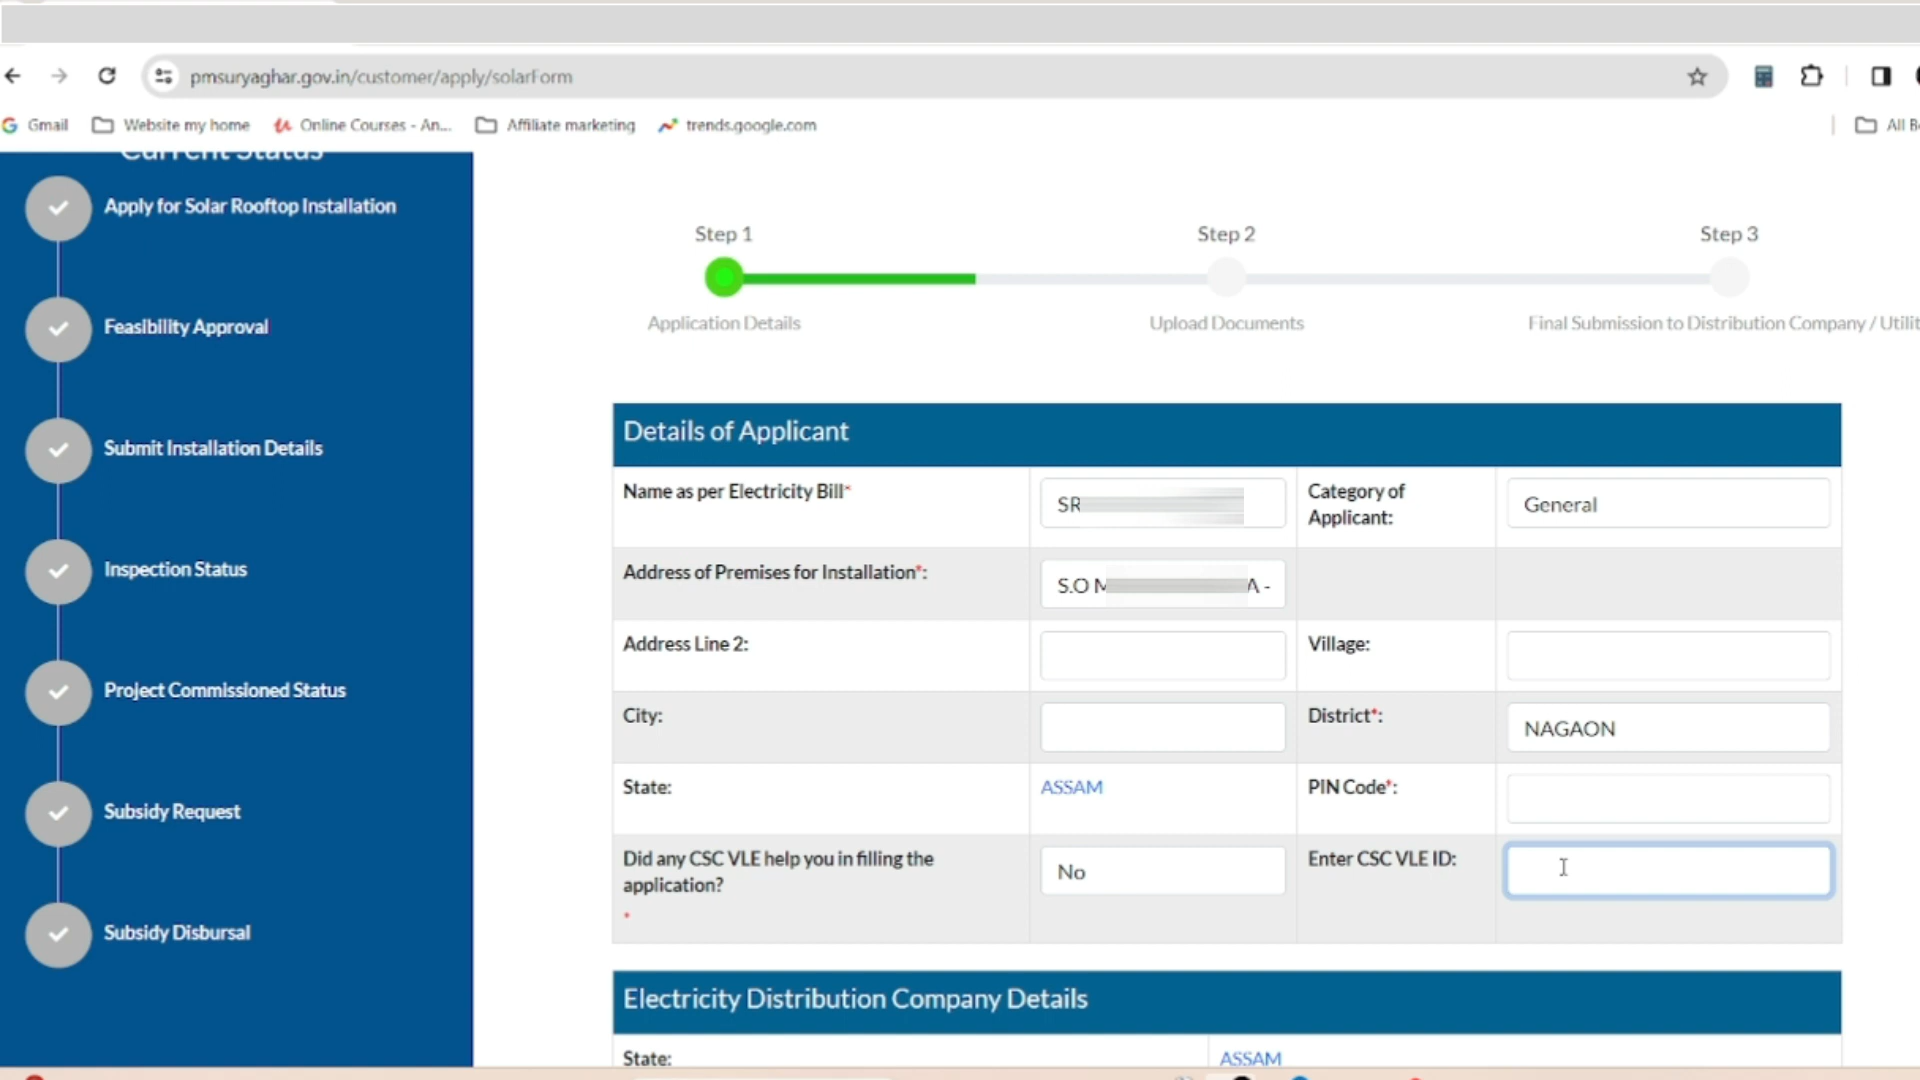 pmsuryaghar.gov.in/customer/apply/solarForm
Gmail
Website my home
Online Courses - An...
Affiliate marketing
trends.google.com
All B
Current Status
Apply for Solar Rooftop Installation
Feasibility Approval
Submit Installation Details
Inspection Status
Project Commissioned Status
Subsidy Request
Subsidy Disbursal
Step 1
Step 2
Step 3
Application Details
Upload Documents
Final Submission to Distribution Company / Utilit
Details of Applicant
Name as per Electricity Bill*
SR
Category of
Applicant:
General
Address of Premises for Installation*:
S.O M A -
Address Line 2:
Village:
City:
District*:
NAGAON
State:
ASSAM
PIN Code*:
Did any CSC VLE help you in filling the
application?
*
No
Enter CSC VLE ID:
Electricity Distribution Company Details
State:
ASSAM